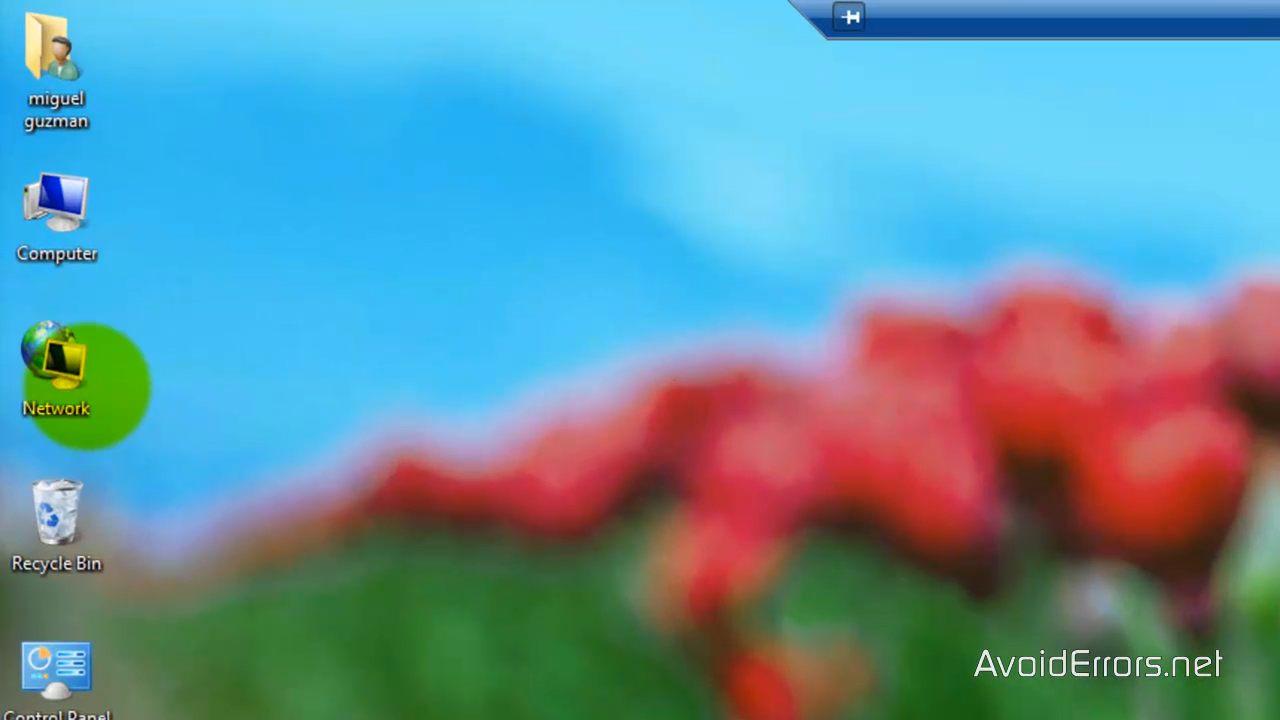 miguel
guzman
Computer
Network
Recycle Bin
Control Panel
AvoidErrors.net